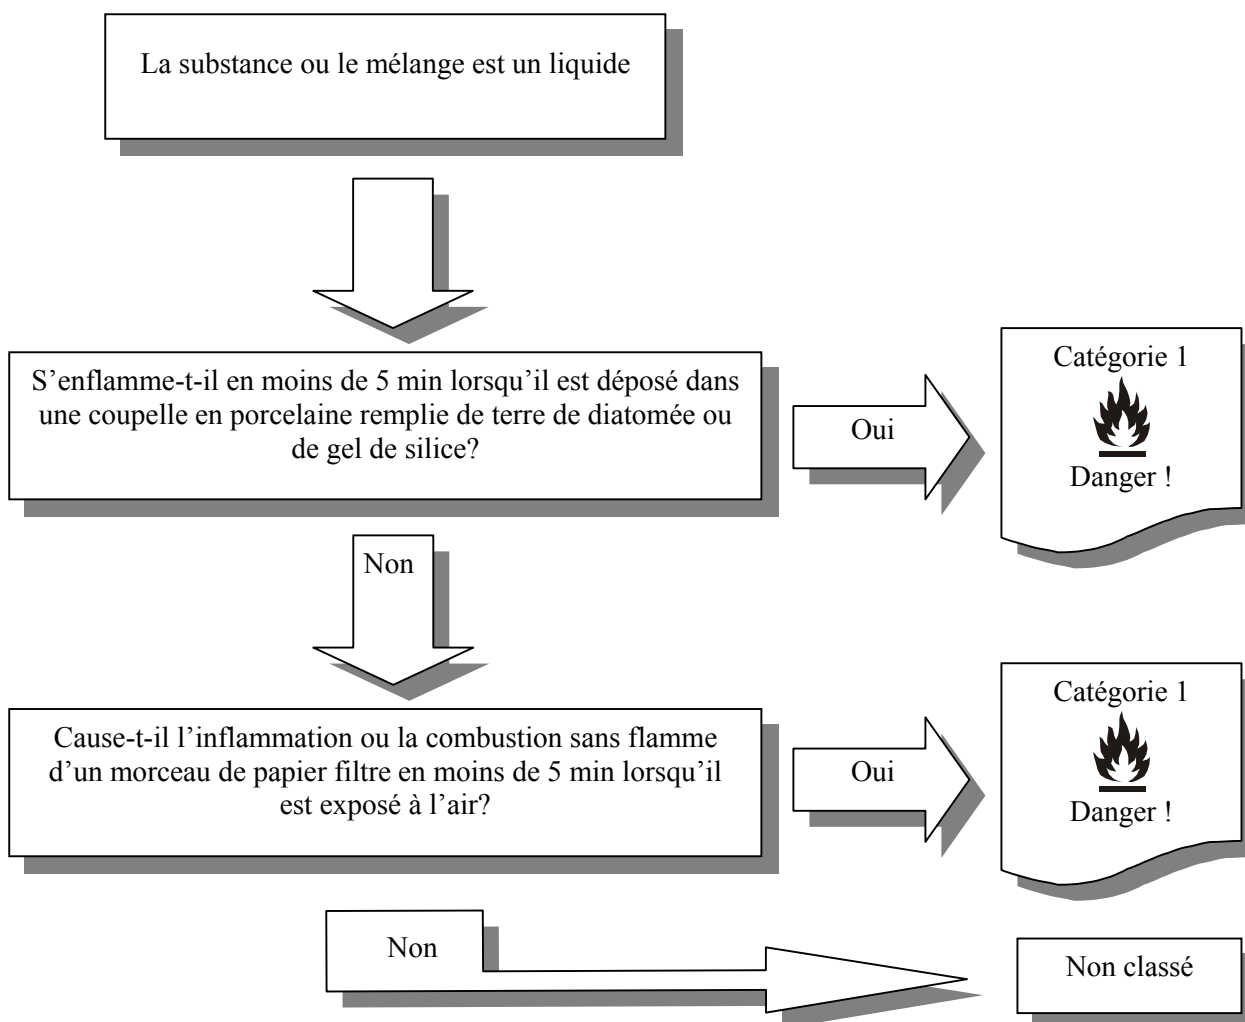 La substance ou le mélange est un liquide
S’enflamme-t-il en moins de 5 min lorsqu’il est déposé dans
une coupelle en porcelaine remplie de terre de diatomée ou
de gel de silice?
Oui
Catégorie 1
Danger !
Non
Cause-t-il l’inflammation ou la combustion sans flamme
d’un morceau de papier filtre en moins de 5 min lorsqu’il
est exposé à l’air?
Oui
Catégorie 1
Danger !
Non
Non classé